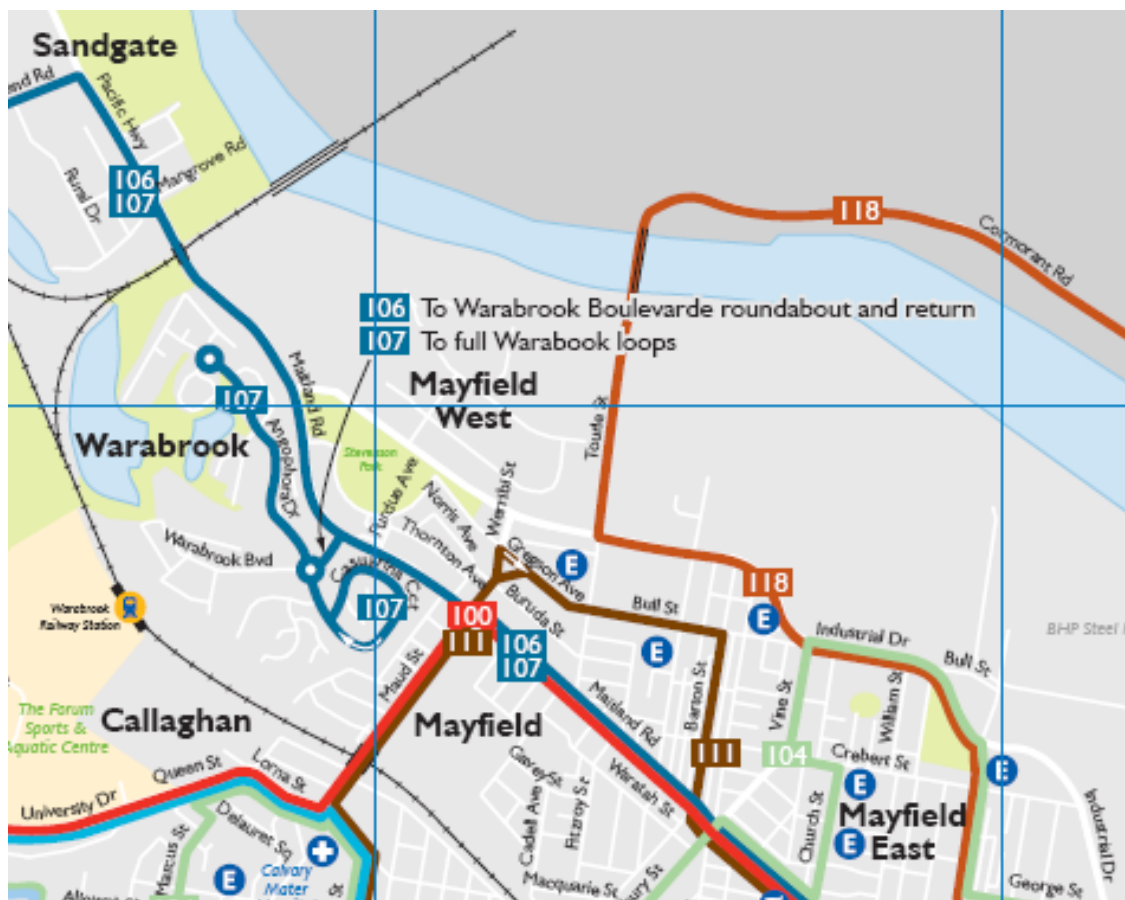 Sandgate
and Rd
Pacific Hwy
Mangrove Rd
Rural Dr
106
107
118
Cormorant Rd
106 To Warabrook Boulevarde roundabout and return
107 To full Warabook loops
Mayfield
West
Tourle St
107
Maitland Rd
Warabrook
Angophora Dr
Stevenson
Park
Purdue Ave
Norris Ave
Werribi St
Thornton Ave
Gregson Ave
E
Warabrook Bvd
Casuarina Cct
107
118
Bull St
Buruda St
100
111
106
107
E
E
Industrial Dr
Bull St
BHP Steel
Warabrook
Railway Station
Maud St
Maitland Rd
Barton St
Vine St
William St
The Forum
Sports &
Aquatic Centre
Callaghan
Mayfield
111
104
Crebert St
E
E
Queen St
Lorna St
University Dr
Gavey St
Cadell Ave
Fitzroy St
Waratah St
Church St
Mayfield
East
E
Industrial Dr
Delauret Sq
Marcus St
E
Calvary
Mater
Macquarie St
ury St
George St